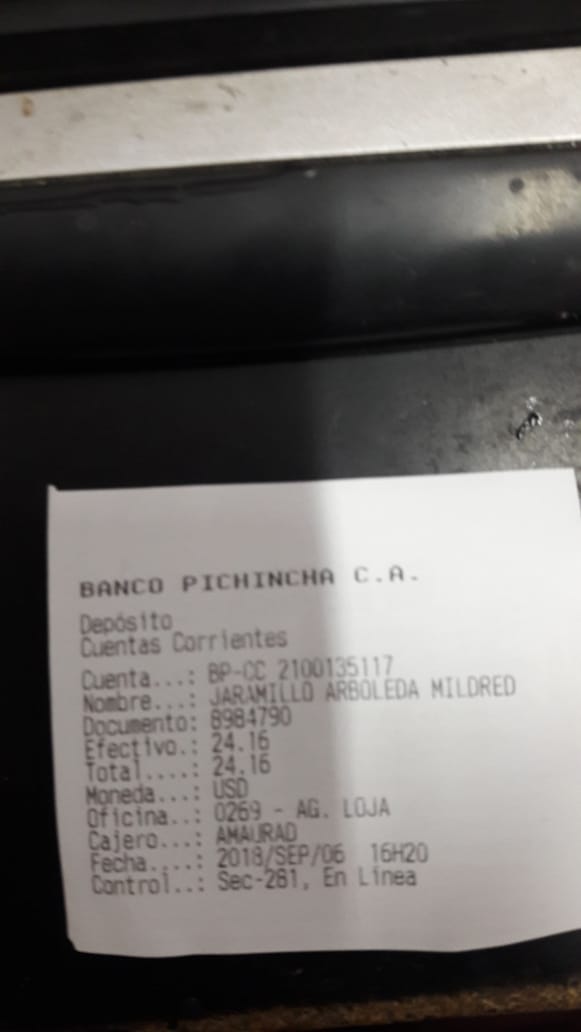 BANCO PICHINCHA C.A.
Depósito
Cuentas Corrientes
Cuenta...: BP-CC 2100135117
Nombre...: JARAMILLO ARBOLEDA MILDRED
Documento: 8984790
Efectivo.: 24.16
Total....: 24.16
Moneda...: USD
Oficina..: 0269 - AG. LOJA
Cajero...: AMAURAD
Fecha....: 2018/SEP/06 16H20
Control..: Sec-281, En Linea